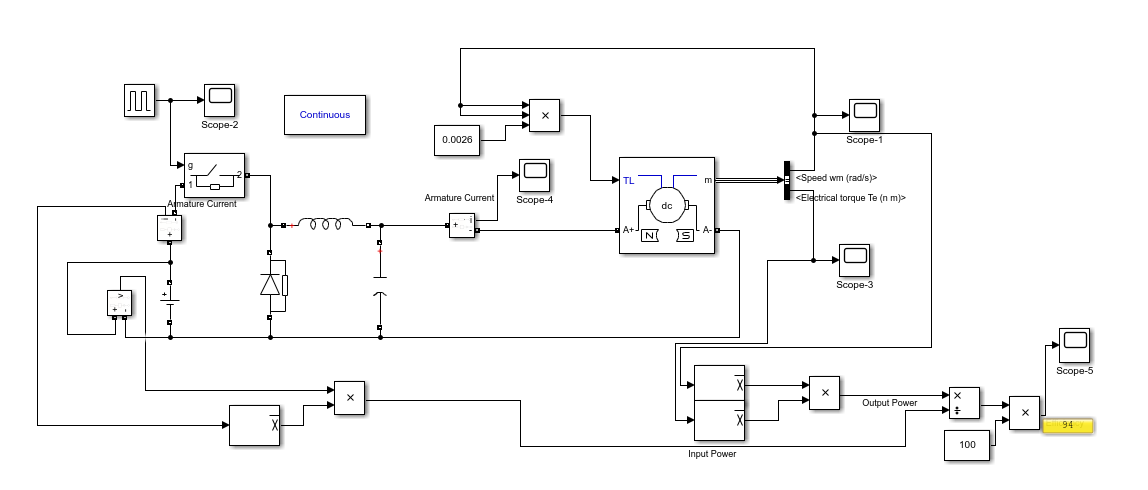 Scope-2
Continuous
×
0.0026
Scope-1
g
1
2
Armature Current
Armature Current
Scope-4
TL
m
dc
A+
A-
N
S
<Speed wm (rad/s)>
<Electrical torque Te (n m)>
+
i
-
+
+
>
+
-
Scope-3
Scope-5
×
×
Output Power
×
÷
×
94
100
Input Power